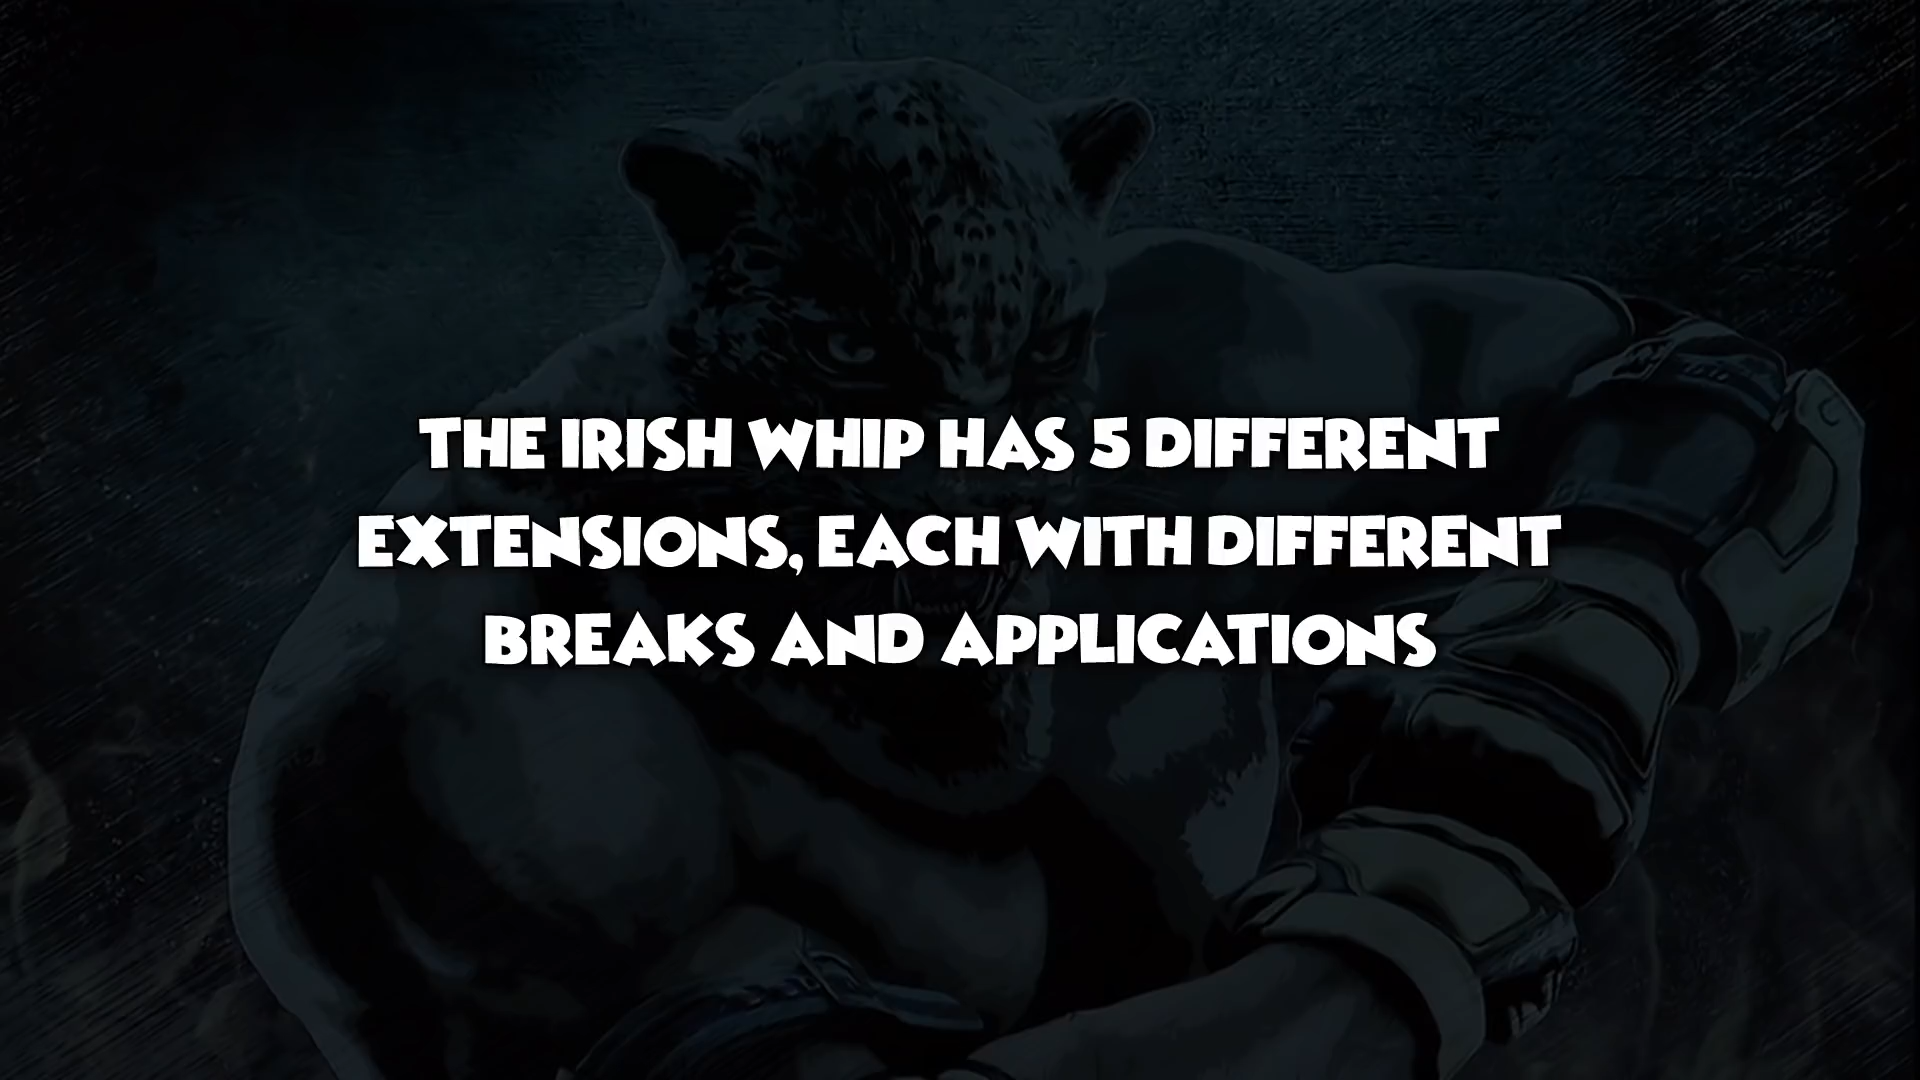 THE IRISH WHIP HAS 5 DIFFERENT
EXTENSIONS, EACH WITH DIFFERENT
BREAKS AND APPLICATIONS